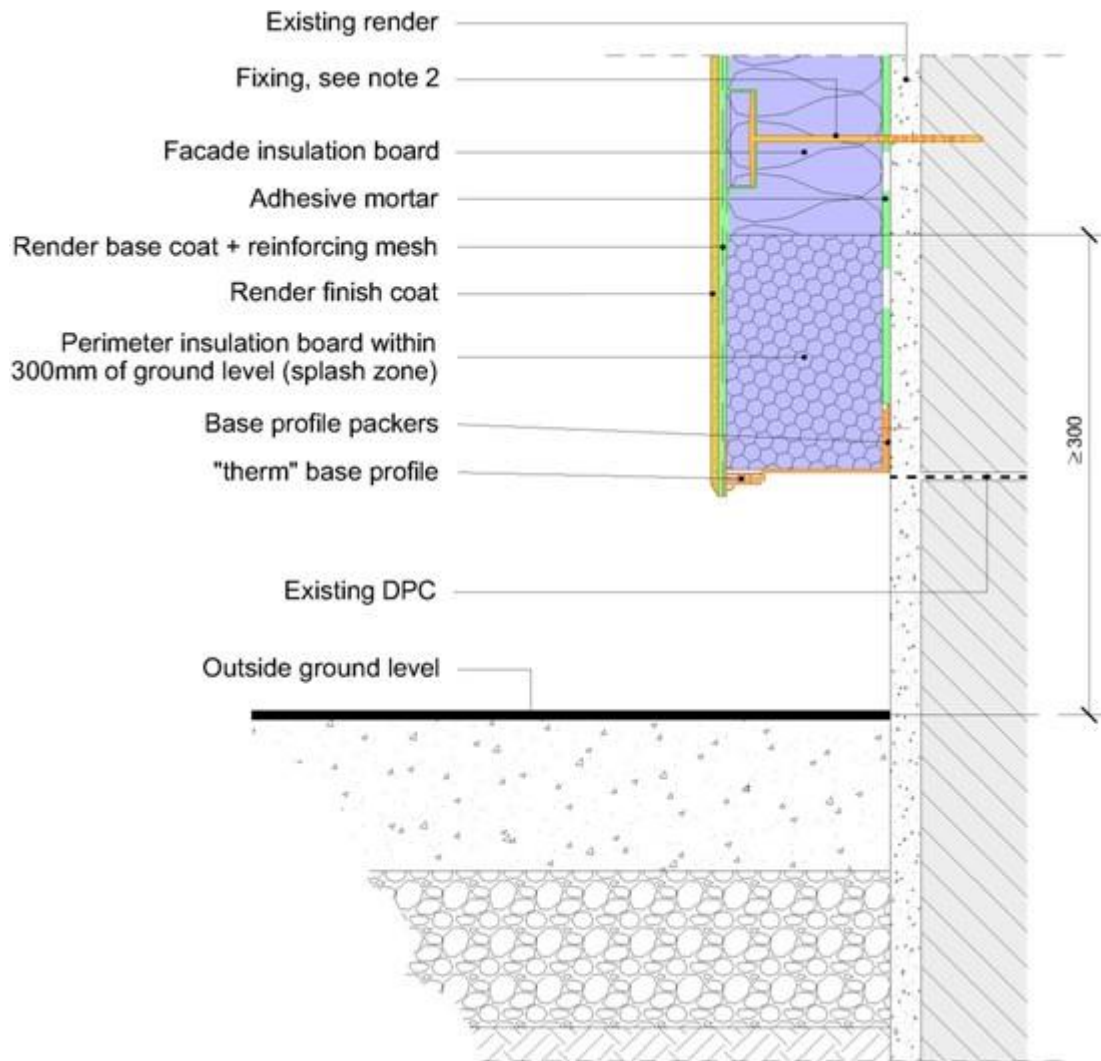 Existing render
Fixing, see note 2
Facade insulation board
Adhesive mortar
Render base coat + reinforcing mesh
Render finish coat
Perimeter insulation board within
300mm of ground level (splash zone)
Base profile packers
"therm" base profile
≥300
Existing DPC
Outside ground level